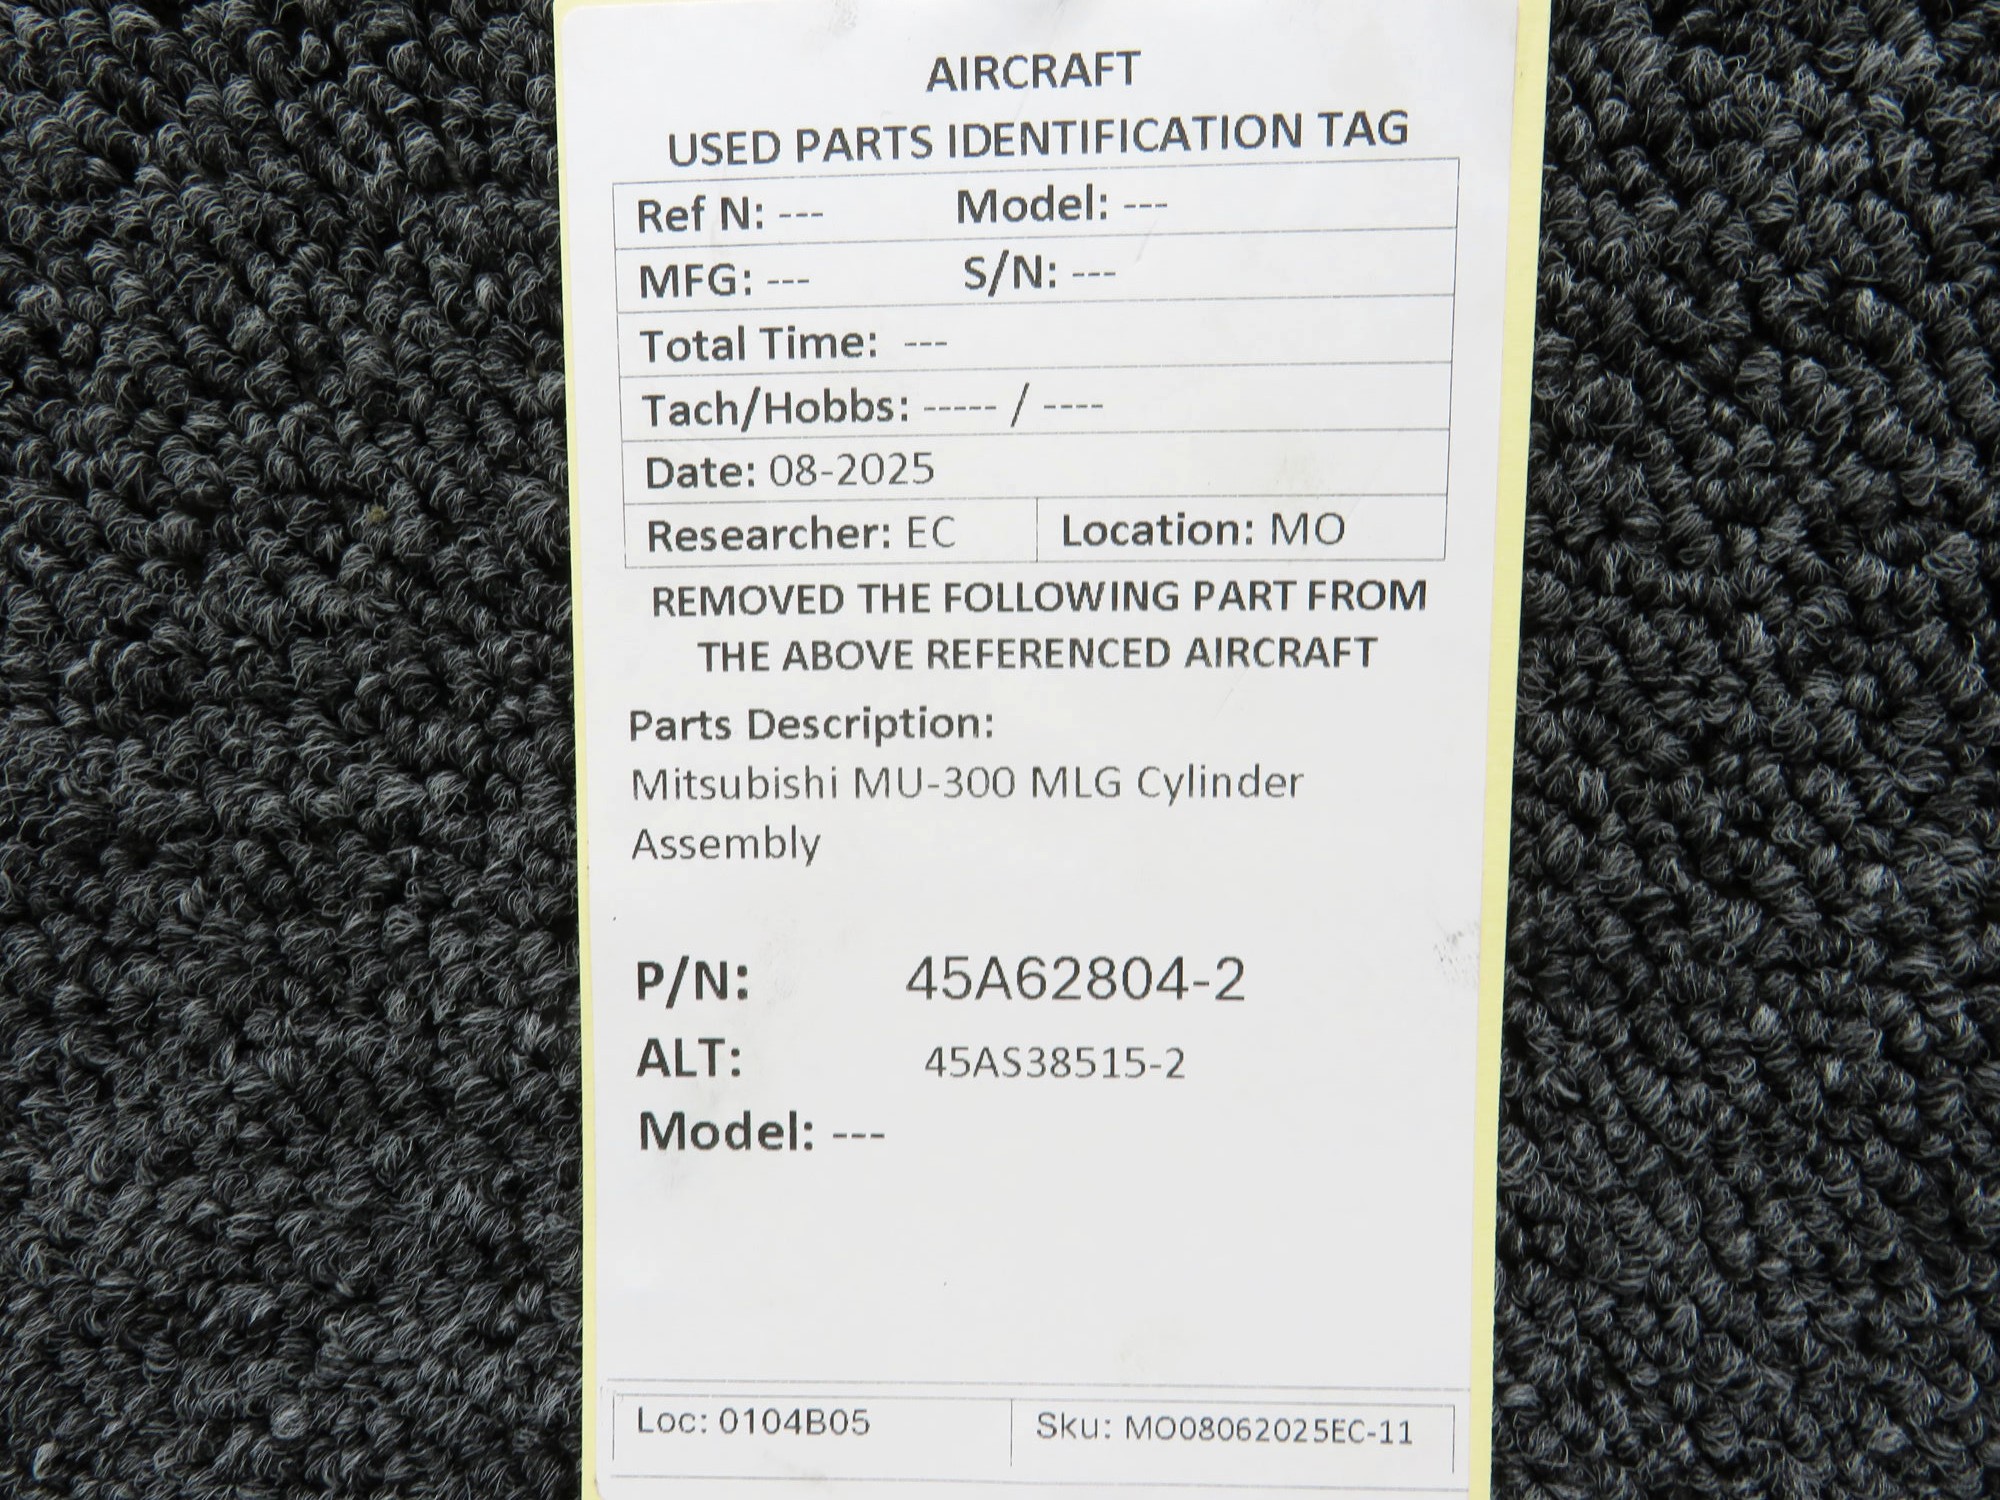 AIRCRAFT
USED PARTS IDENTIFICATION TAG
Ref N: --- Model: ---
MFG: --- S/N: ---
Total Time: ---
Tach/Hobbs: ----- / ----
Date: 08-2025
Researcher: EC Location: MO
REMOVED THE FOLLOWING PART FROM
THE ABOVE REFERENCED AIRCRAFT
Parts Description:
Mitsubishi MU-300 MLG Cylinder
Assembly
P/N: 45A62804-2
ALT: 45AS38515-2
Model: ---
Loc: 0104B05 Sku: MO08062025EC-11